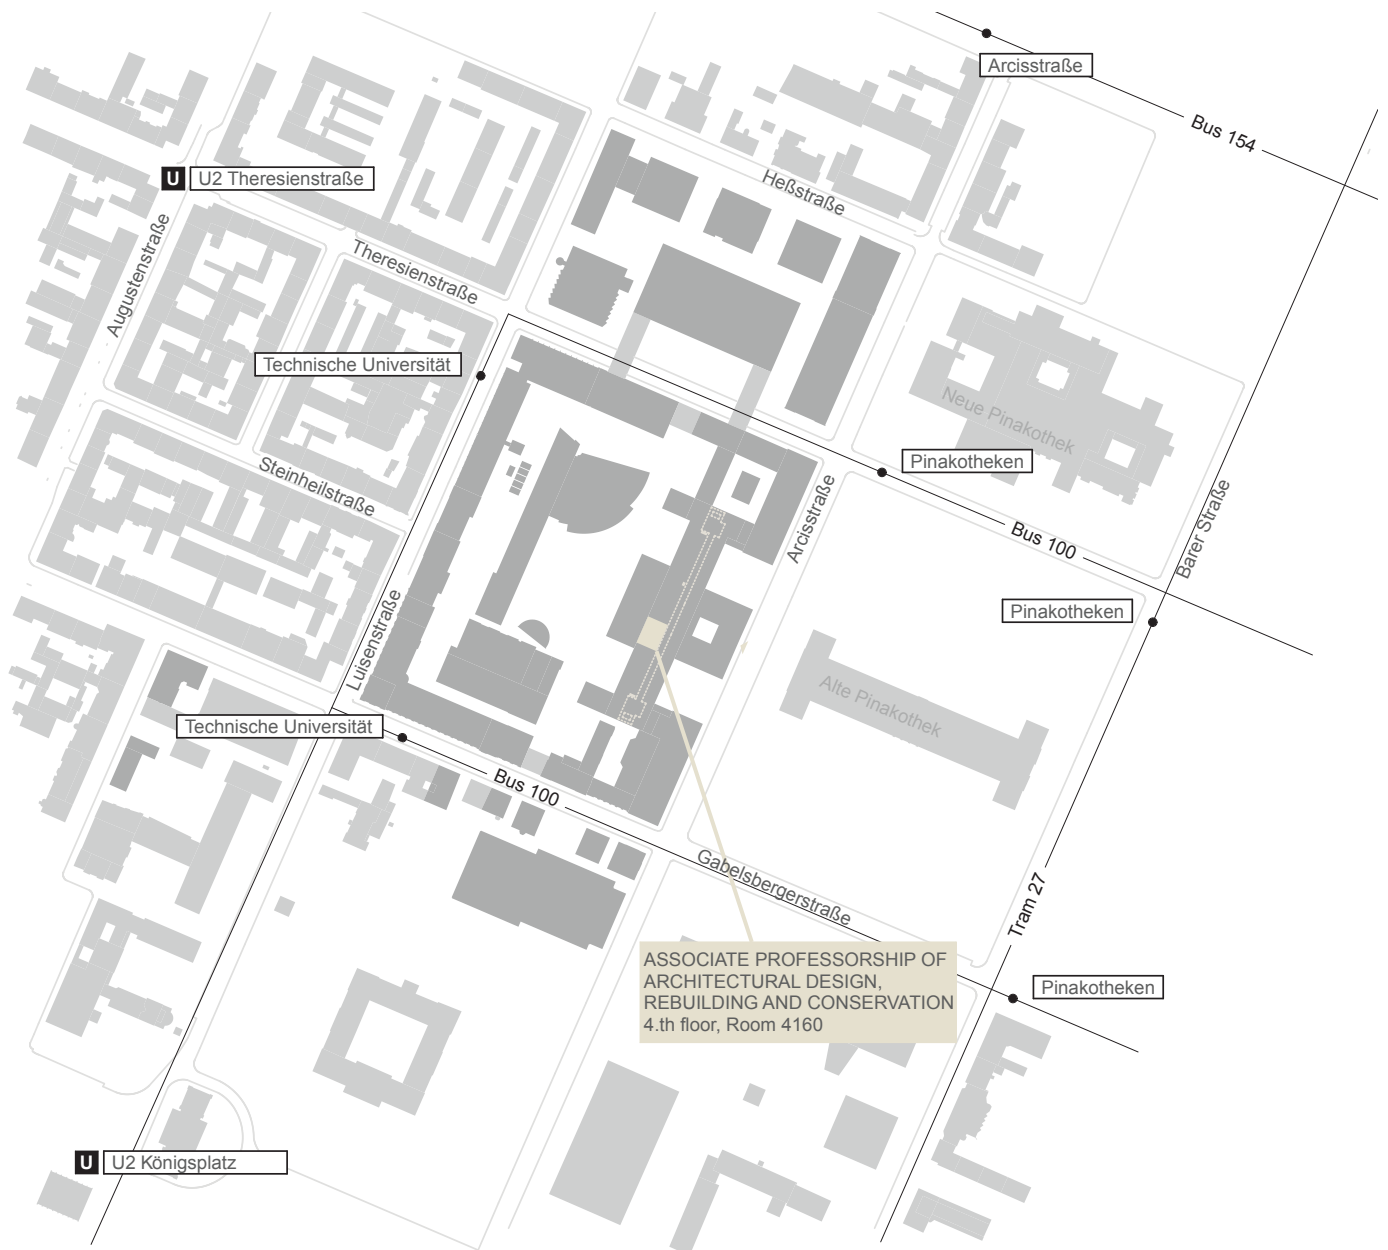 Arcisstraße
Bus 154
U
U2 Theresienstraße
Heßstraße
Augustenstraße
Theresienstraße
Technische Universität
Neue Pinakothek
Pinakotheken
Steinheilstraße
Arcisstraße
Barer Straße
Bus 100
Pinakotheken
Luisenstraße
Alte Pinakothek
Technische Universität
Bus 100
Gabelsbergerstraße
Tram 27
ASSOCIATE PROFESSORSHIP OF
ARCHITECTURAL DESIGN,
REBUILDING AND CONSERVATION
4.th floor, Room 4160
Pinakotheken
U
U2 Königsplatz